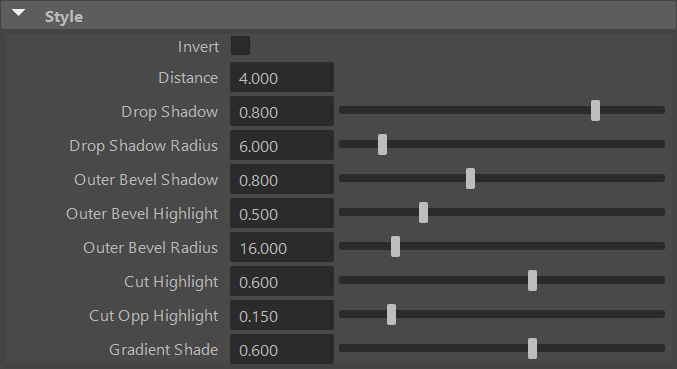 Style
Invert
Distance 4.000
Drop Shadow 0.800
Drop Shadow Radius 6.000
Outer Bevel Shadow 0.800
Outer Bevel Highlight 0.500
Outer Bevel Radius 16.000
Cut Highlight 0.600
Cut Opp Highlight 0.150
Gradient Shade 0.600